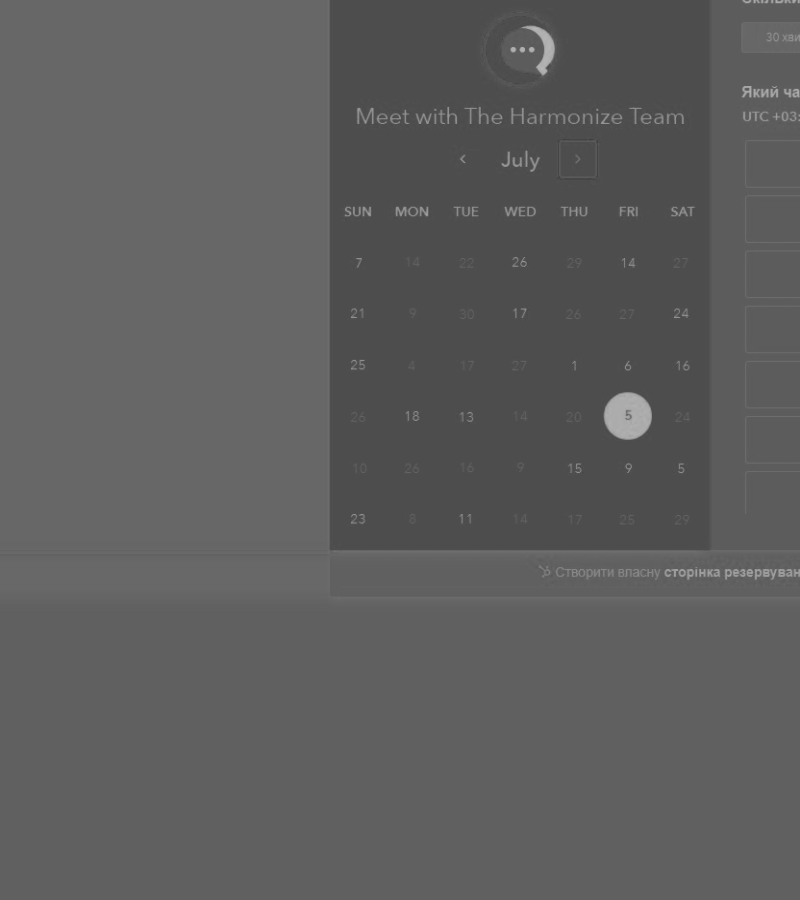 30 хви
Meet with The Harmonize Team
Який ча
UTC +03:
July
SUN MON TUE WED THU FRI SAT
7 14 22 26 29 14 27
21 9 30 17 26 27 24
25 4 17 27 1 6 16
26 18 13 14 20 5 24
10 26 16 9 15 9 5
23 8 11 14 17 25 29
Створити власну сторінка резервуван